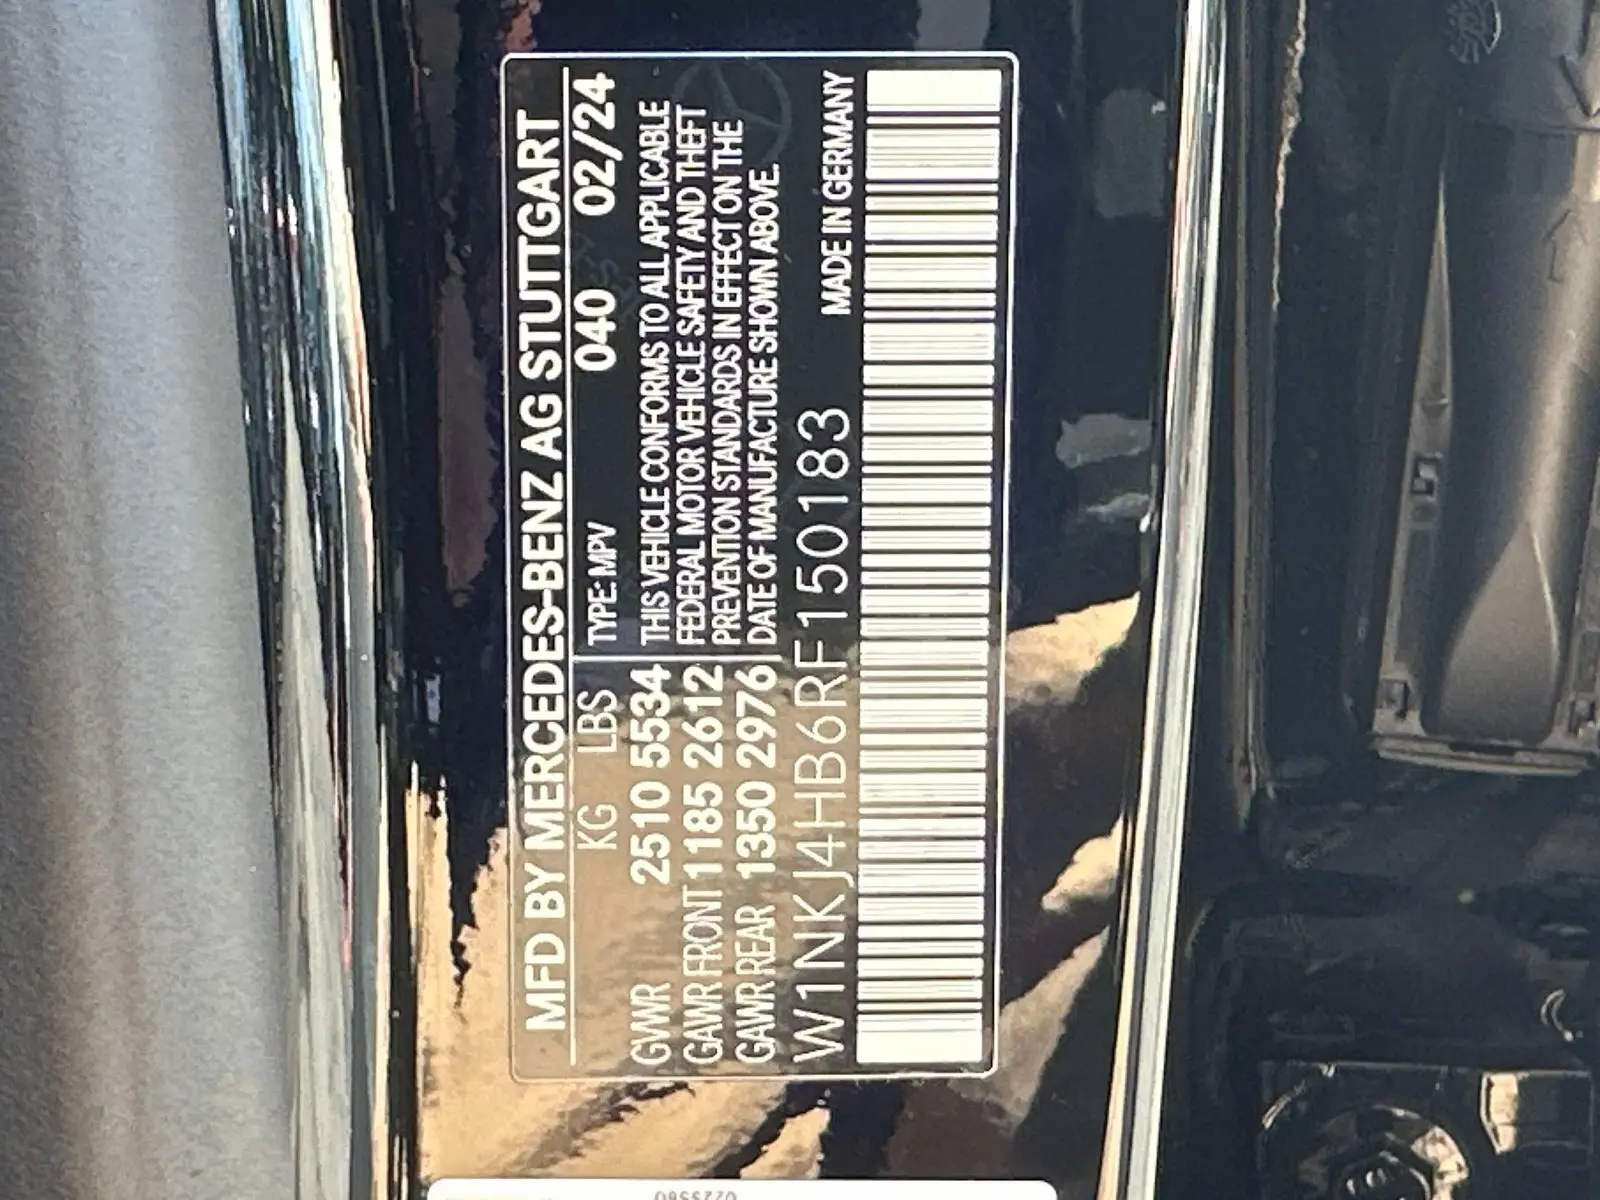 MFD BY MERCEDES-BENZ AG STUTTGART
KG LBS TYPE: MPV 040 02/24
GVWR 2510 5534 THIS VEHICLE CONFORMS TO ALL APPLICABLE
GAWR FRONT 1185 2612 FEDERAL MOTOR VEHICLE SAFETY AND THEFT
GAWR REAR 1350 2976 PREVENTION STANDARDS IN EFFECT ON THE
DATE OF MANUFACTURE SHOWN ABOVE.
W1NKJ4HB6RF150183 MADE IN GERMANY